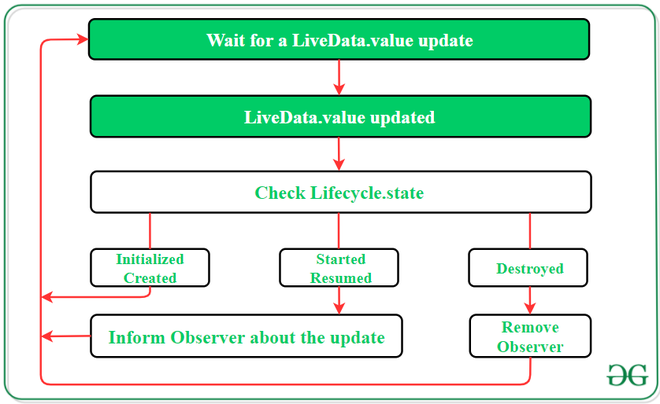 Wait for a LiveData.value update
LiveData.value updated
Check Lifecycle.state
Initialized
Created
Started
Resumed
Destroyed
Inform Observer about the update
Remove
Observer